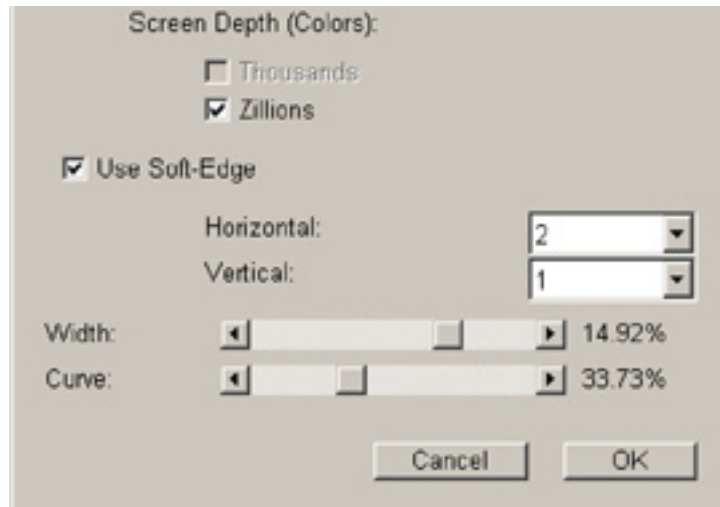 Screen Depth (Colors):
Thousands
Zillions
Use Soft-Edge
Horizontal: 2
Vertical: 1
Width: 14.92%
Curve: 33.73%
Cancel OK